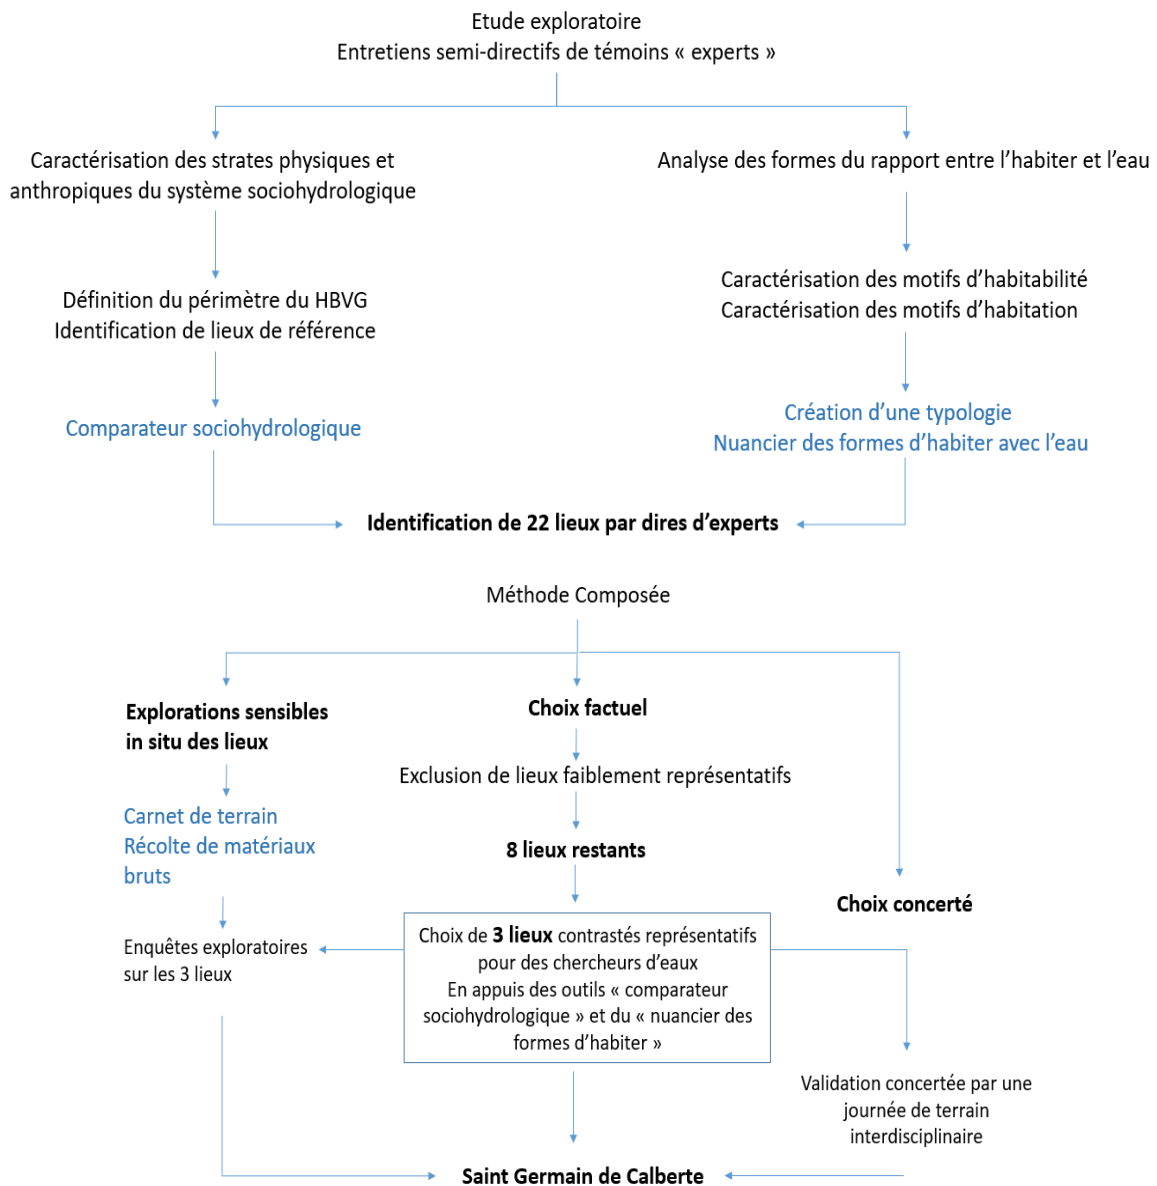 Etude exploratoire
Entretiens semi-directifs de témoins « experts »
Caractérisation des strates physiques et
anthropiques du système sociohydrologique
Analyse des formes du rapport entre l’habiter et l’eau
Définition du périmètre du HBVG
Identification de lieux de référence
Caractérisation des motifs d’habitabilité
Caractérisation des motifs d’habitation
Comparateur sociohydrologique
Création d’une typologie
Nuancier des formes d’habiter avec l’eau
Identification de 22 lieux par dires d’experts
Méthode Composée
Explorations sensibles
in situ des lieux
Choix factuel
Exclusion de lieux faiblement représentatifs
Carnet de terrain
Récolte de matériaux
bruts
8 lieux restants
Choix concerté
Enquêtes exploratoires
sur les 3 lieux
Choix de 3 lieux contrastés représentatifs
pour des chercheurs d’eaux
En appuis des outils « comparateur
sociohydrologique » et du « nuancier des
formes d’habiter »
Validation concertée par une
journée de terrain
interdisciplinaire
Saint Germain de Calberte